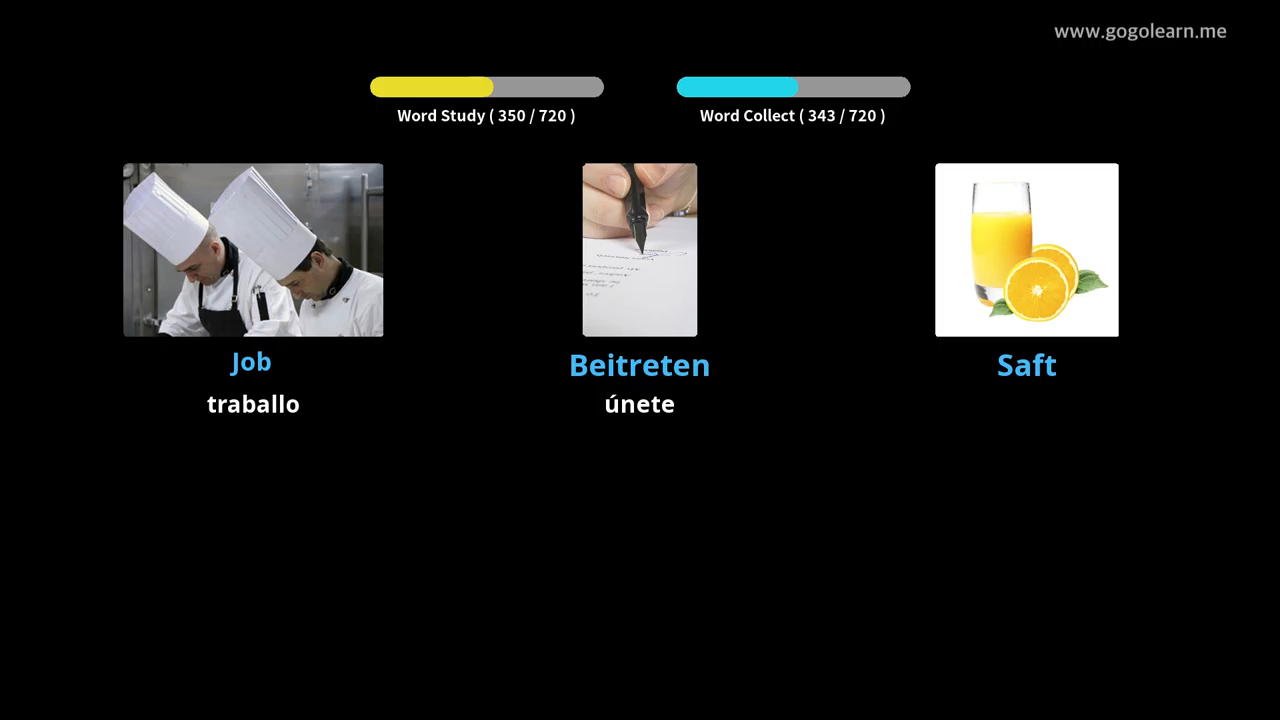 www.gogolearn.me
Word Study ( 350 / 720 )
Word Collect ( 343 / 720 )
Job
Beitreten
Saft
traballo
únete